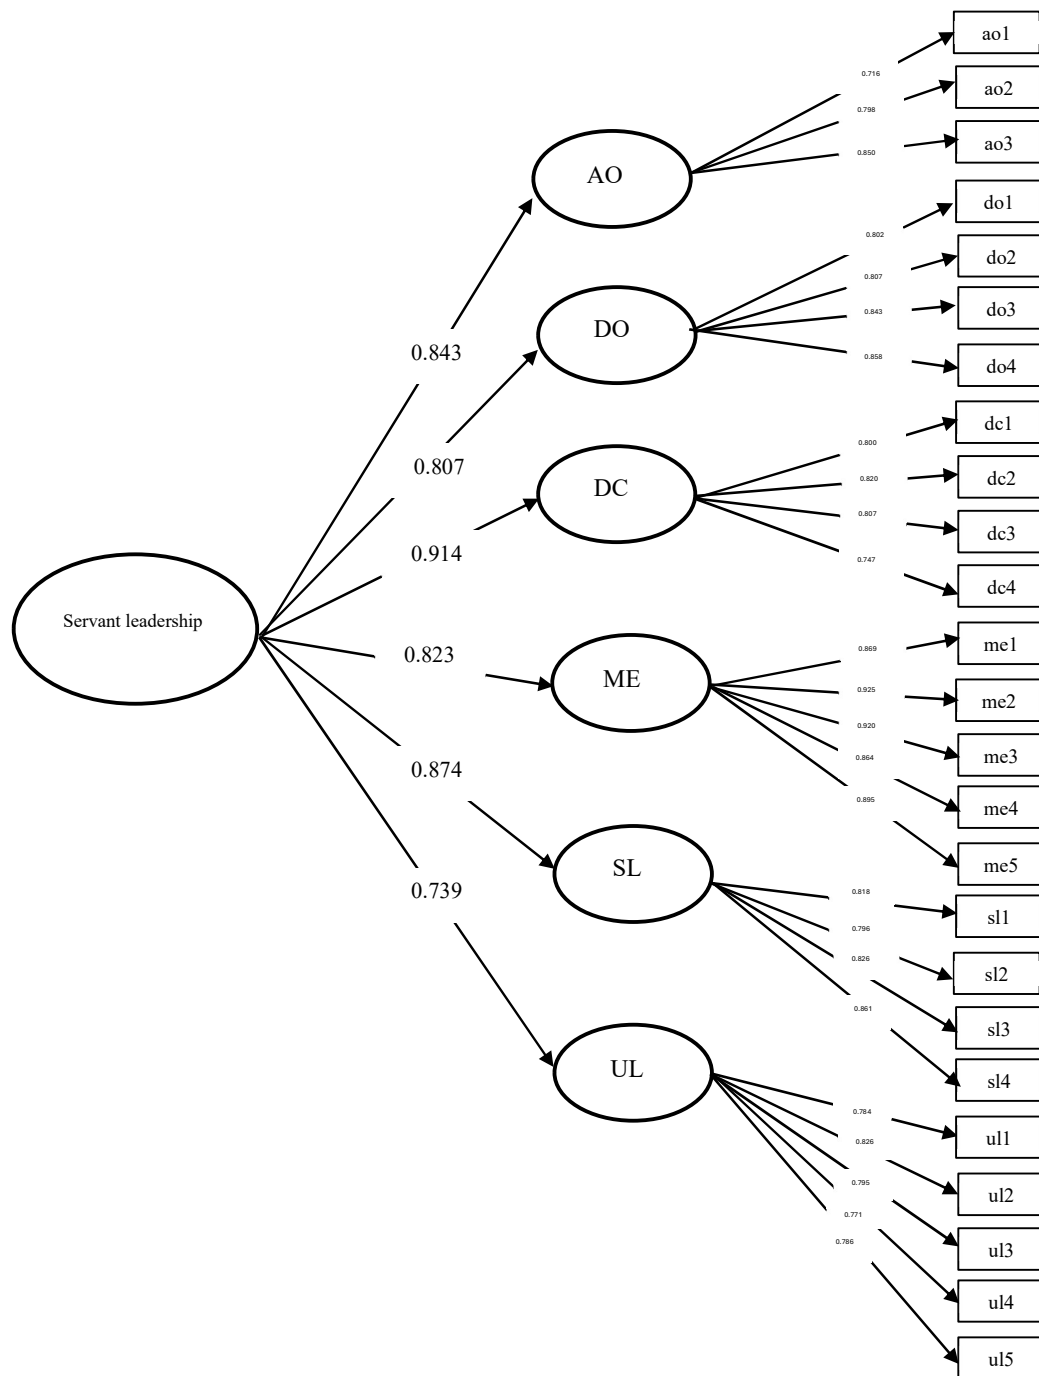 ao1
0.716
ao2
0.798
ao3
0.850
AO
do1
0.802
do2
0.807
do3
0.843
DO
0.843
0.858
do4
dc1
0.800
0.807
dc2
0.820
DC
0.807
dc3
0.914
0.747
dc4
Servant leadership
me1
0.869
0.823
ME
0.925
me2
0.920
me3
0.864
0.874
0.895
me4
me5
SL
0.739
0.818
sl1
0.796
0.826
sl2
0.861
sl3
UL
sl4
0.784
ul1
0.826
0.795
ul2
0.771
0.786
ul3
ul4
ul5